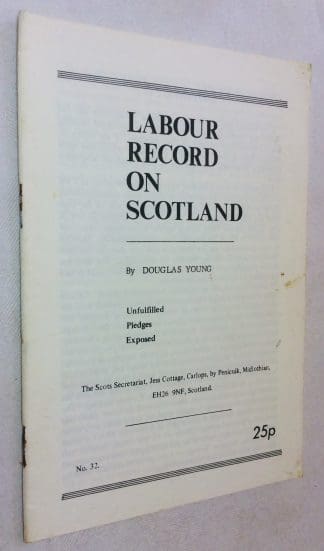 LABOUR
RECORD
ON
SCOTLAND
By DOUGLAS YOUNG
Unfulfilled
Pledges
Exposed
The Scots Secretariat, Jess Cottage, Carlops, by Penicuik, Midlothian,
EH26 9NF, Scotland.
25p
No. 32.